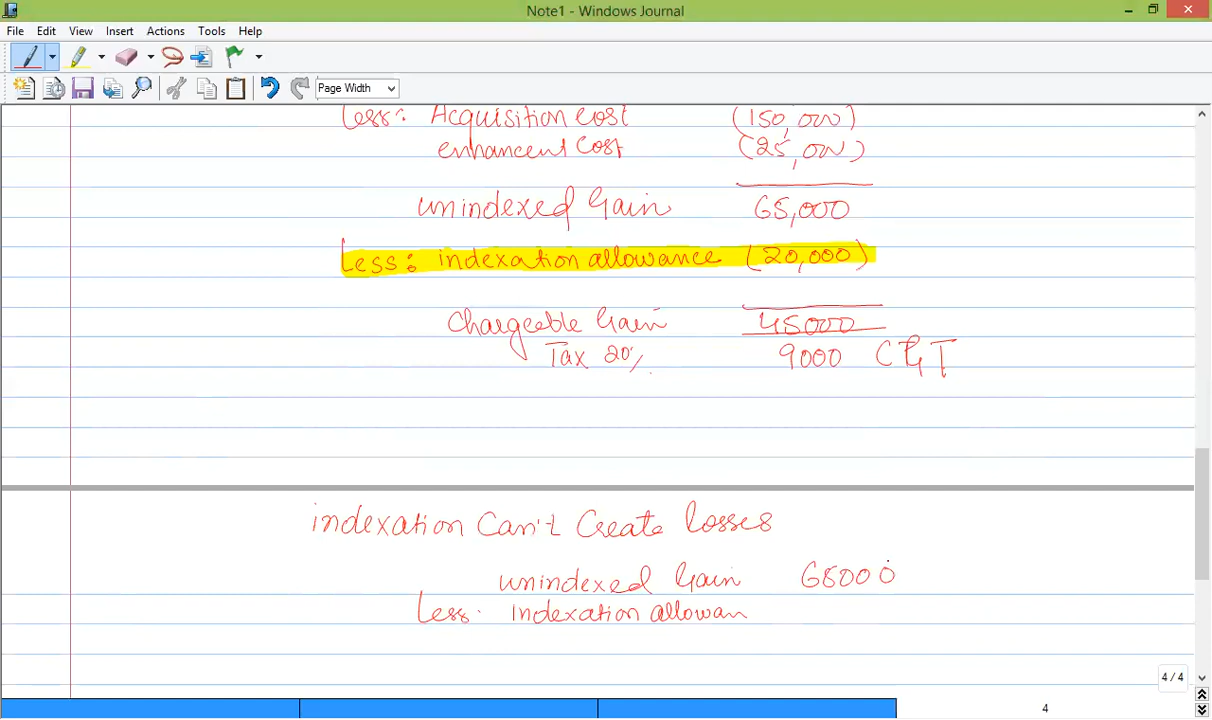 Note1 - Windows Journal
File Edit View Insert Actions Tools Help
Page Width
Less: Acquisition Cost (150,000)
enhancent Cost (25,000)
unindexed Gain 65,000
Less: indexation allowance (20,000)
Chargeable Gain 45000
Tax 20% 9000 CGT
indexation Can't Create losses
unindexed Gain 65000
Less: Indexation allowan
4 / 4
4